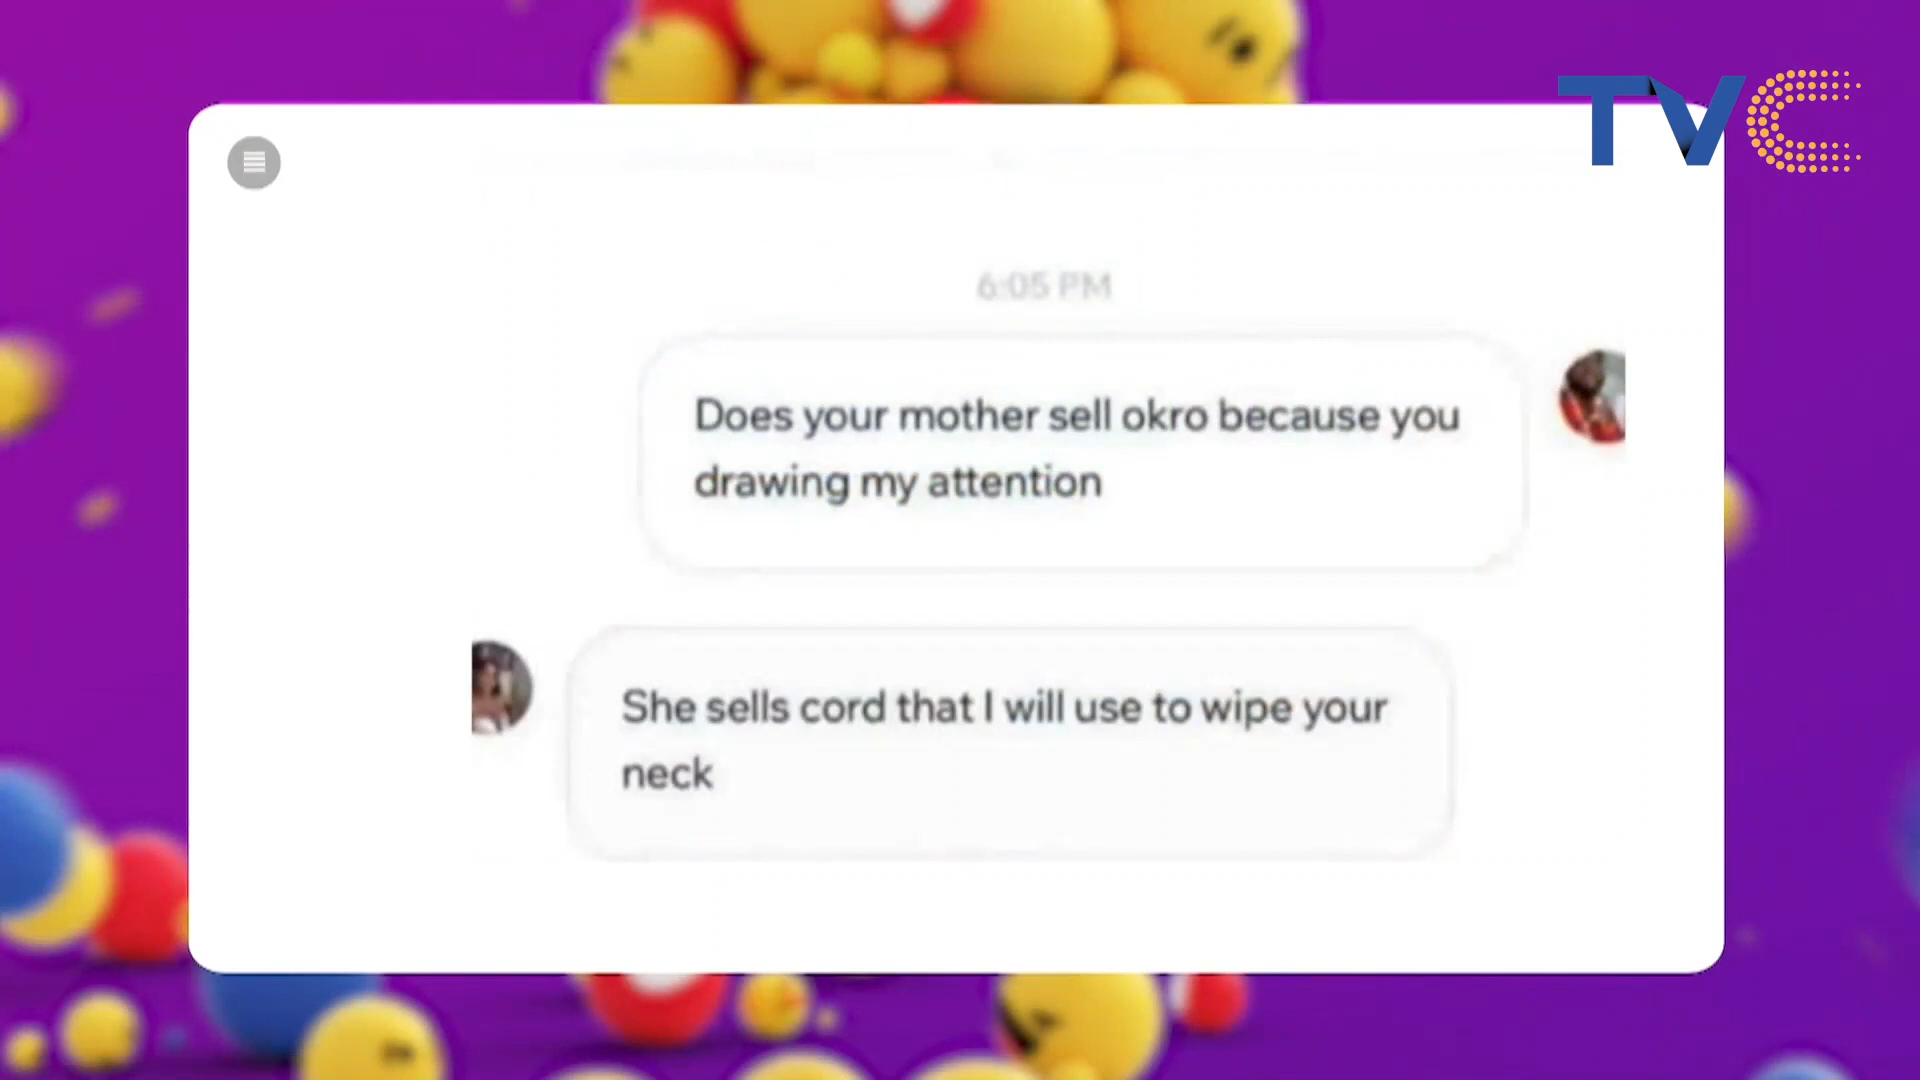 TVC
6:05 PM
Does your mother sell okro because you
drawing my attention
She sells cord that I will use to wipe your
neck